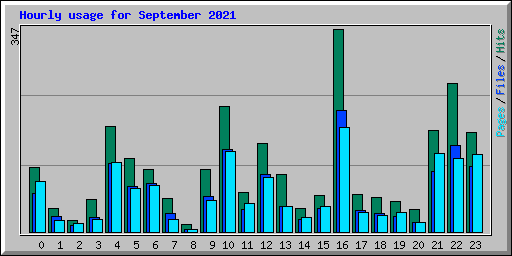 Hourly usage for September 2021
347
Pages/Files/Hits
0 1 2 3 4 5 6 7 8 9 10 11 12 13 14 15 16 17 18 19 20 21 22 23